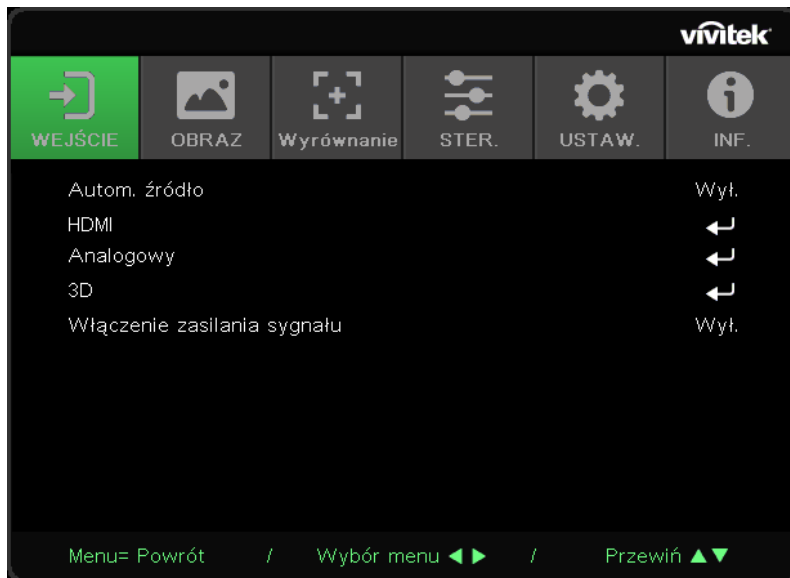 vivitek
WEJŚCIE OBRAZ Wyrównanie STER. USTAW. INF.
Autom. źródło Wył.
HDMI
Analogowy
3D
Włączenie zasilania sygnału Wył.
Menu= Powrót / Wybór menu ◀ ▶ / Przewiń ▲▼